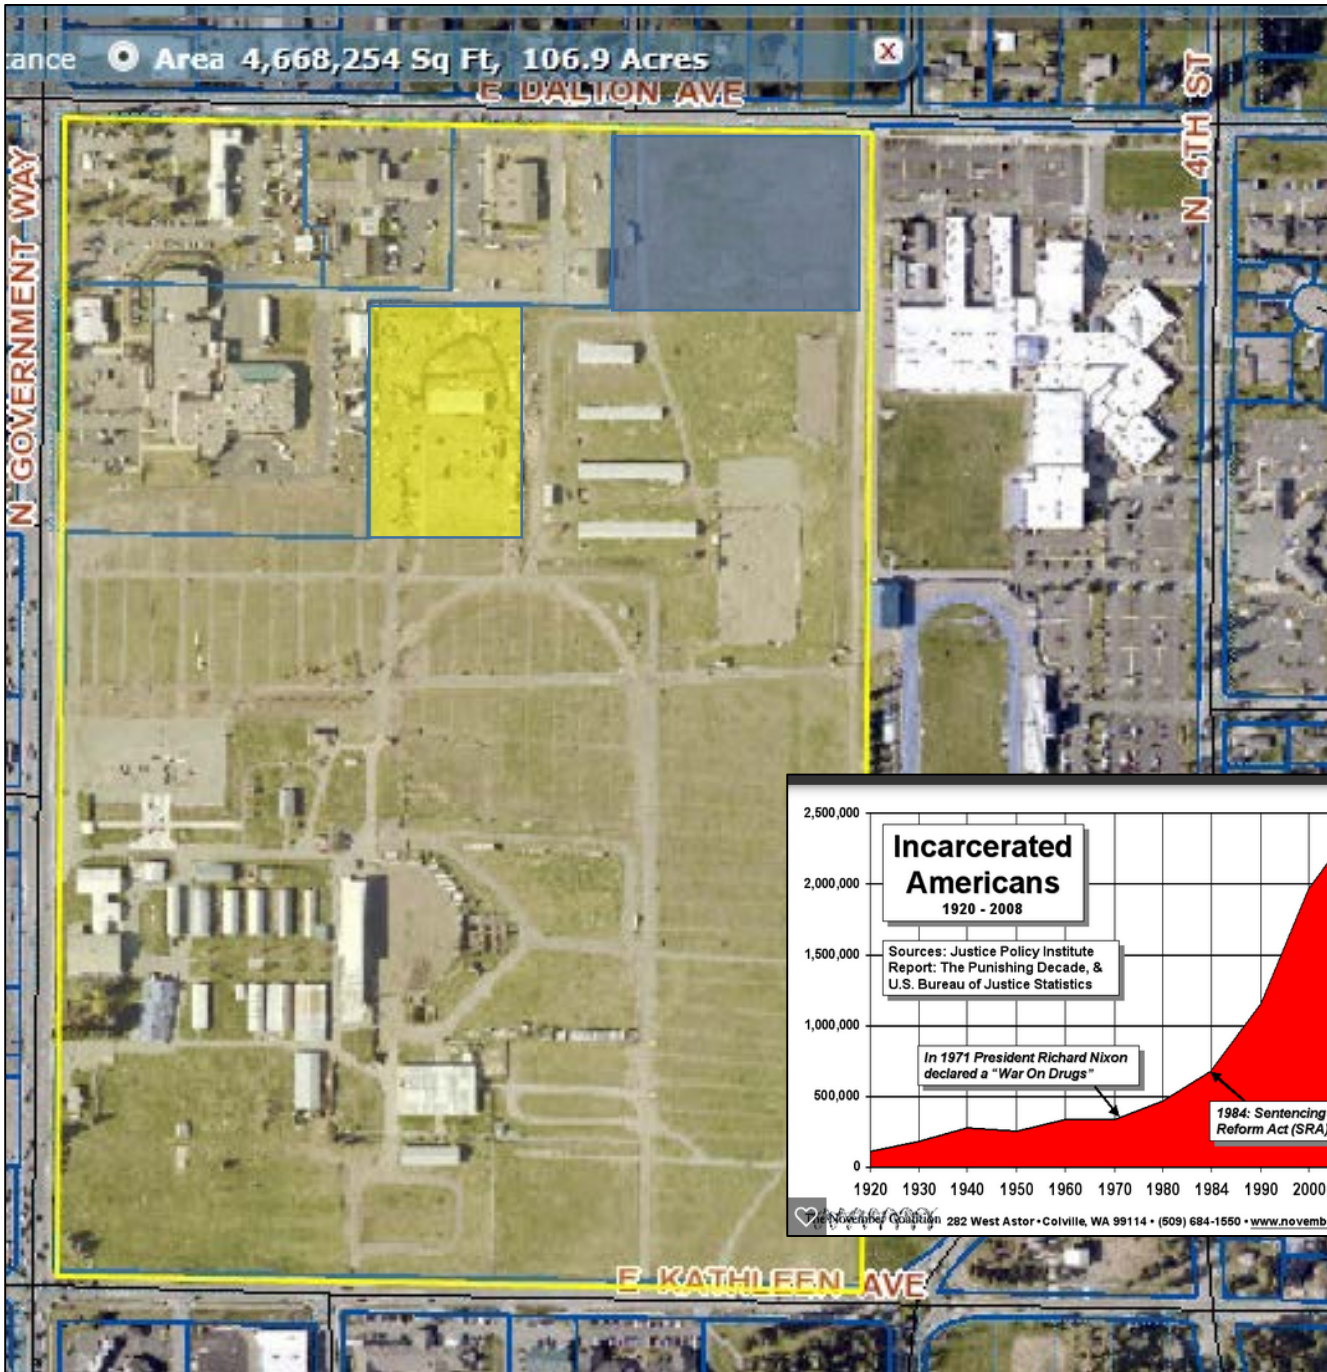 tance Area 4,668,254 Sq Ft, 106.9 Acres X
E DALTON AVE
N 4TH ST
N GOVERNMENT WAY
2,500,000
2,000,000
1,500,000
1,000,000
500,000
0
Incarcerated
Americans
1920 - 2008
Sources: Justice Policy Institute
Report: The Punishing Decade, &
U.S. Bureau of Justice Statistics
In 1971 President Richard Nixon
declared a "War On Drugs"
1984: Sentencing
Reform Act (SRA)
1920 1930 1940 1950 1960 1970 1980 1984 1990 2000
The November Coalition 282 West Astor • Colville, WA 99114 • (509) 684-1550 • www.novemb
E KATHLEEN AVE